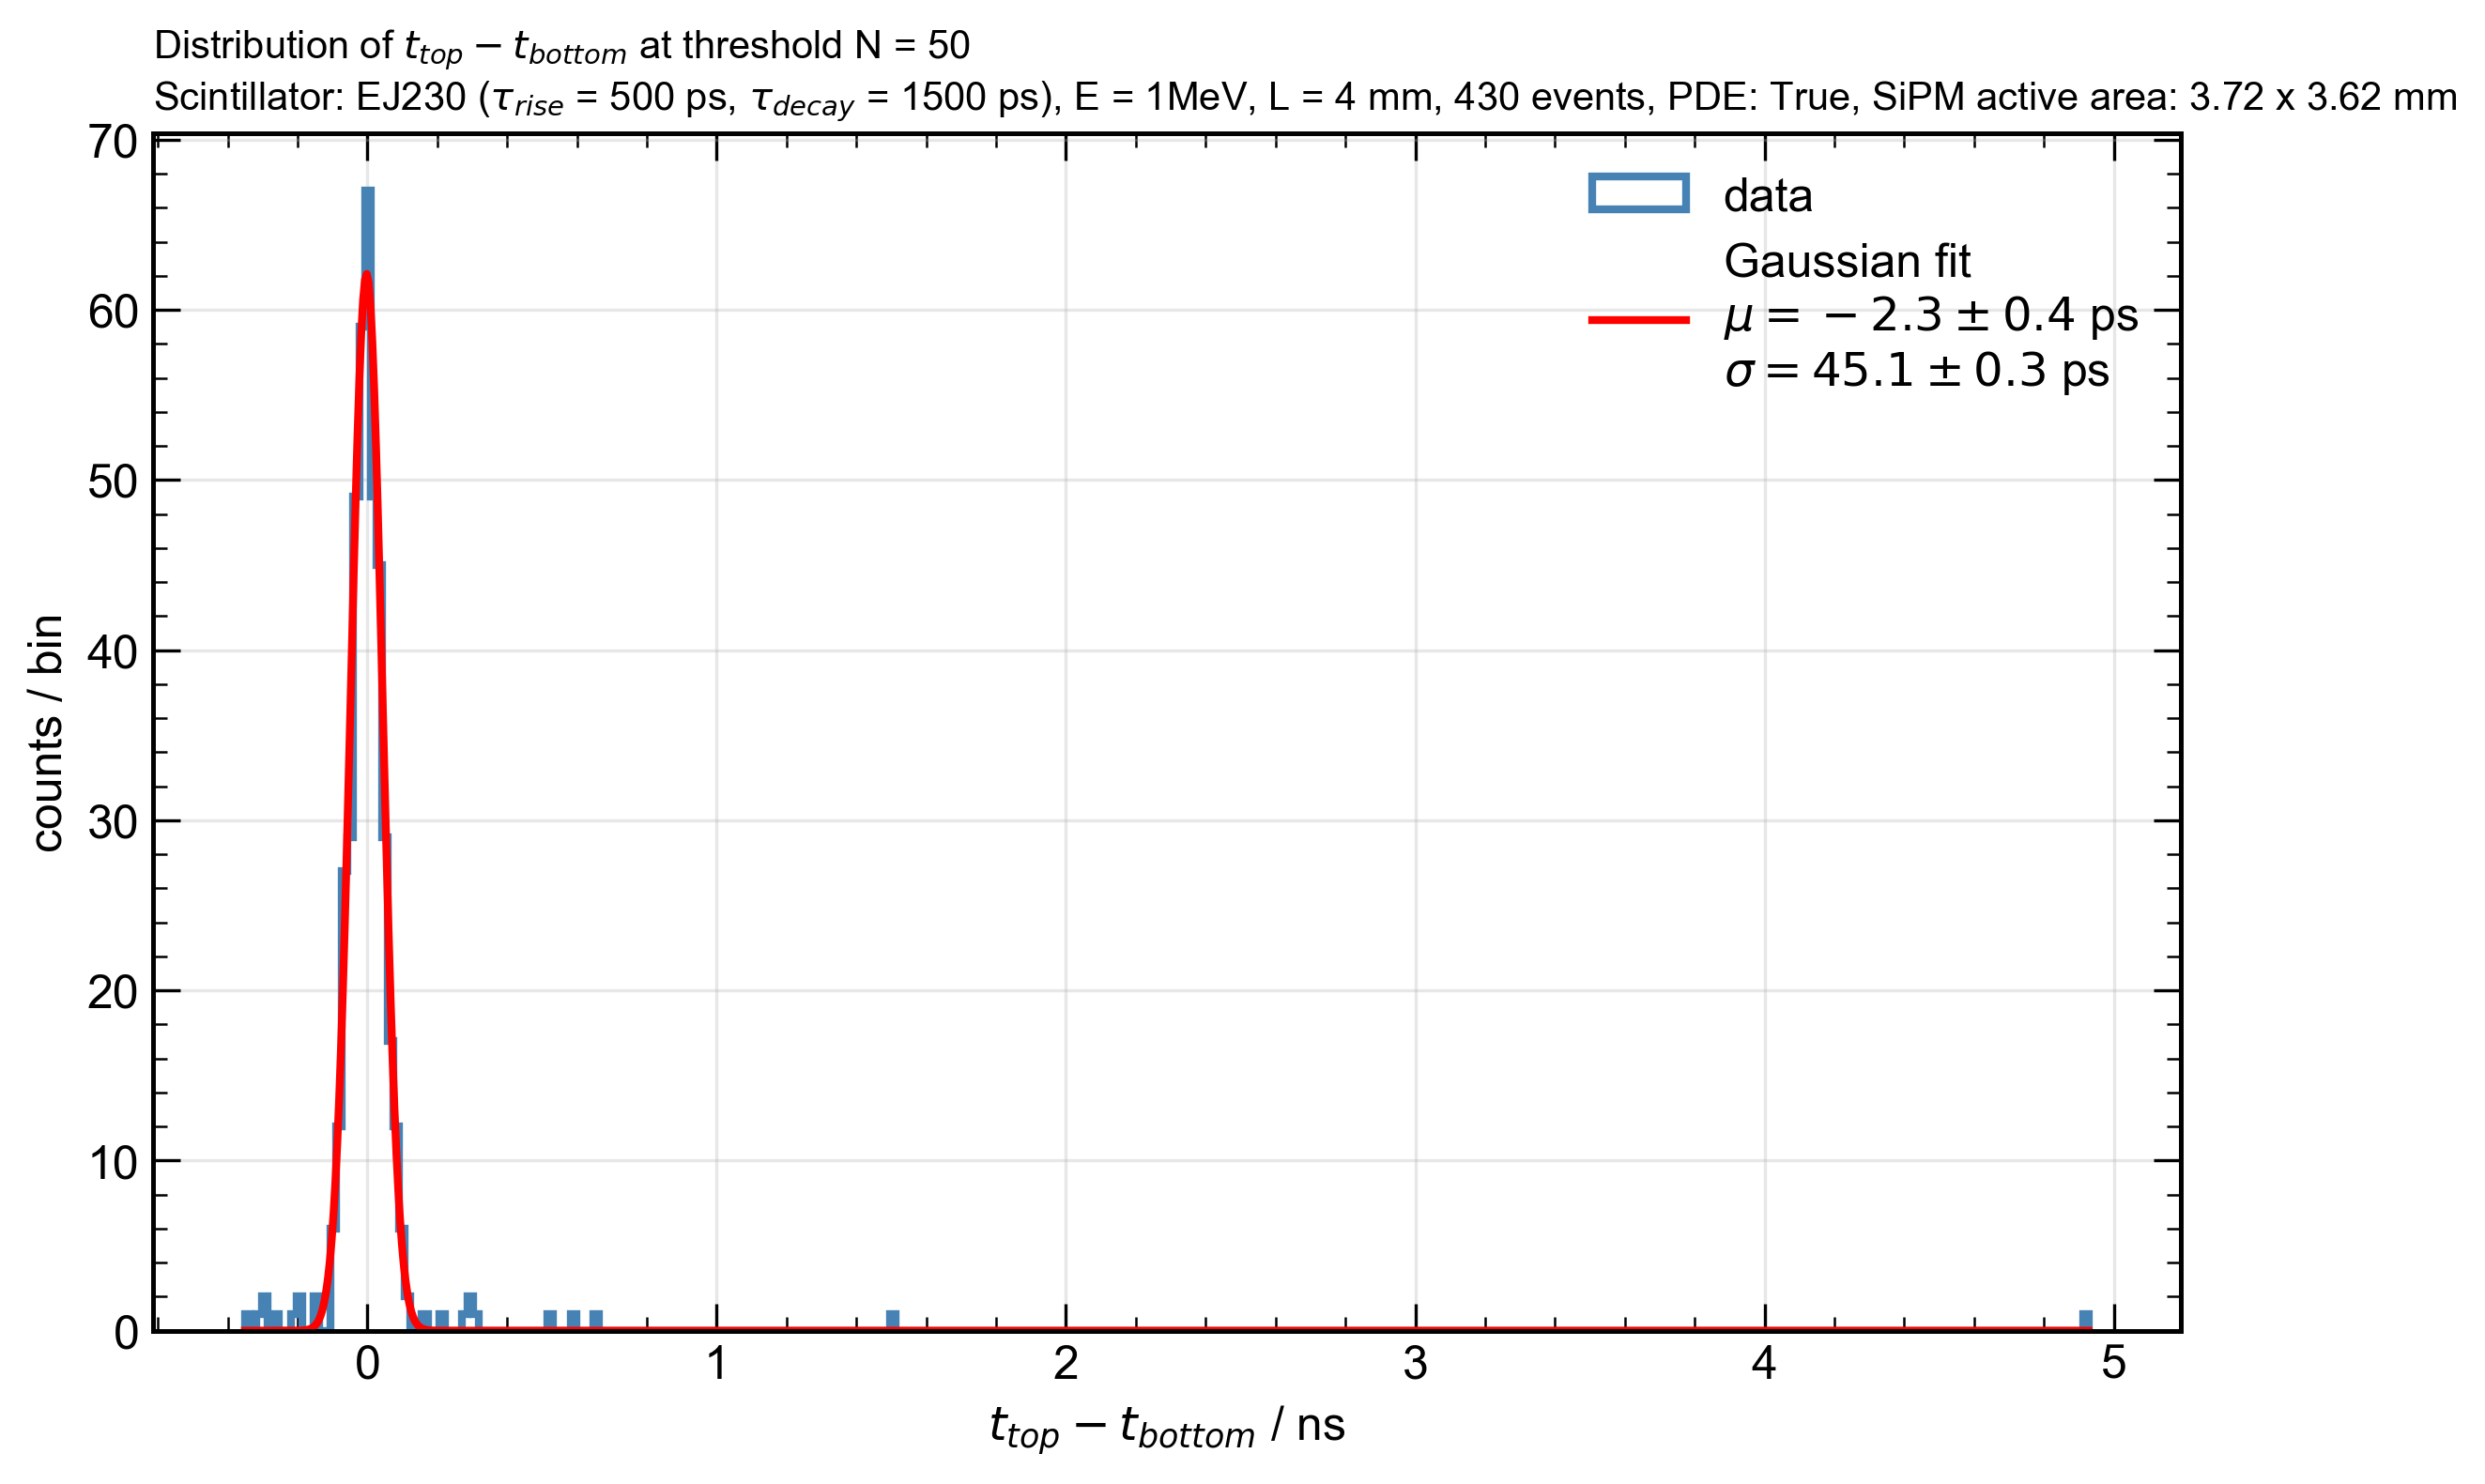 Distribution of t_top − t_bottom at threshold N = 50
Scintillator: EJ230 (τ_rise = 500 ps, τ_decay = 1500 ps), E = 1MeV, L = 4 mm, 430 events, PDE: True, SiPM active area: 3.72 x 3.62 mm
70
60
50
40
30
20
10
0
counts / bin
data
Gaussian fit
μ = − 2.3 ± 0.4 ps
σ = 45.1 ± 0.3 ps
0 1 2 3 4 5
t_top − t_bottom / ns